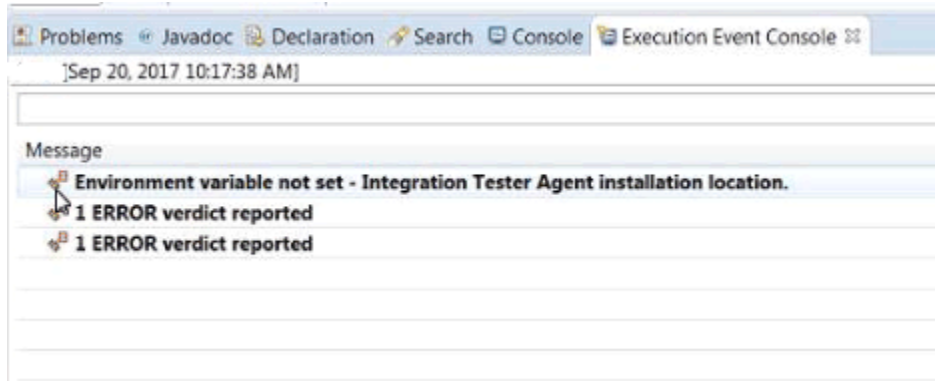 Problems @ Javadoc Declaration Search Console Execution Event Console
[Sep 20, 2017 10:17:38 AM]
Message
Environment variable not set - Integration Tester Agent installation location.
1 ERROR verdict reported
1 ERROR verdict reported